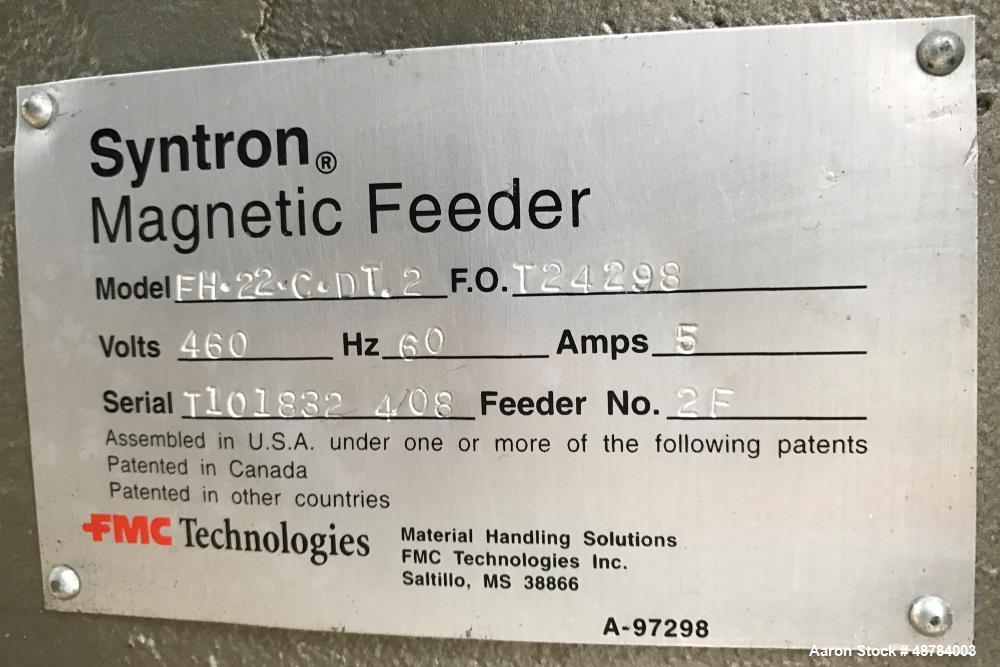 Syntron®
Magnetic Feeder
Model FH-22-C-DT.2 F.O. T24298
Volts 460 Hz 60 Amps 5
Serial T101832 4/08 Feeder No. 2F
Assembled in U.S.A. under one or more of the following patents
Patented in Canada
Patented in other countries
FMC Technologies
Material Handling Solutions
FMC Technologies Inc.
Saltillo, MS 38866
A-97298
Aaron Stock # 48784003